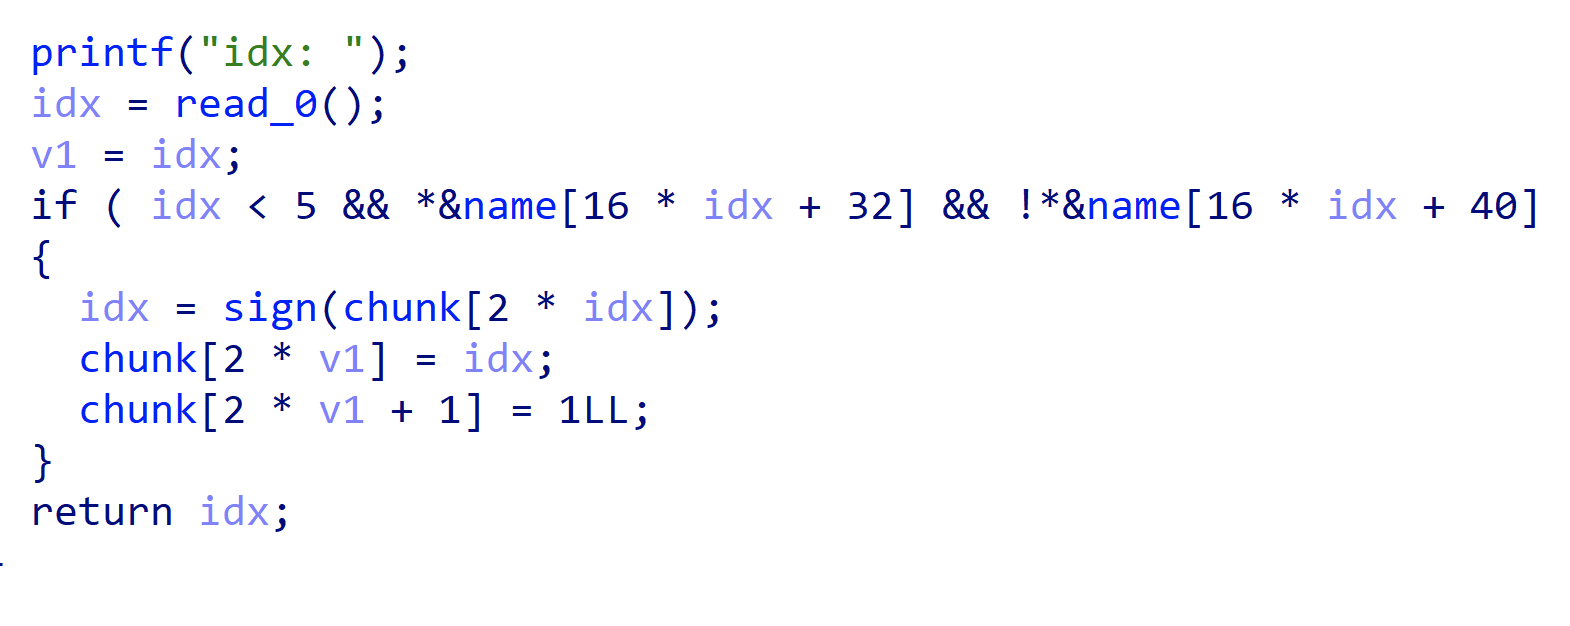 printf("idx: ");
idx = read_0();
v1 = idx;
if ( idx < 5 && *&name[16 * idx + 32] && !*&name[16 * idx + 40]
{
  idx = sign(chunk[2 * idx]);
  chunk[2 * v1] = idx;
  chunk[2 * v1 + 1] = 1LL;
}
return idx;